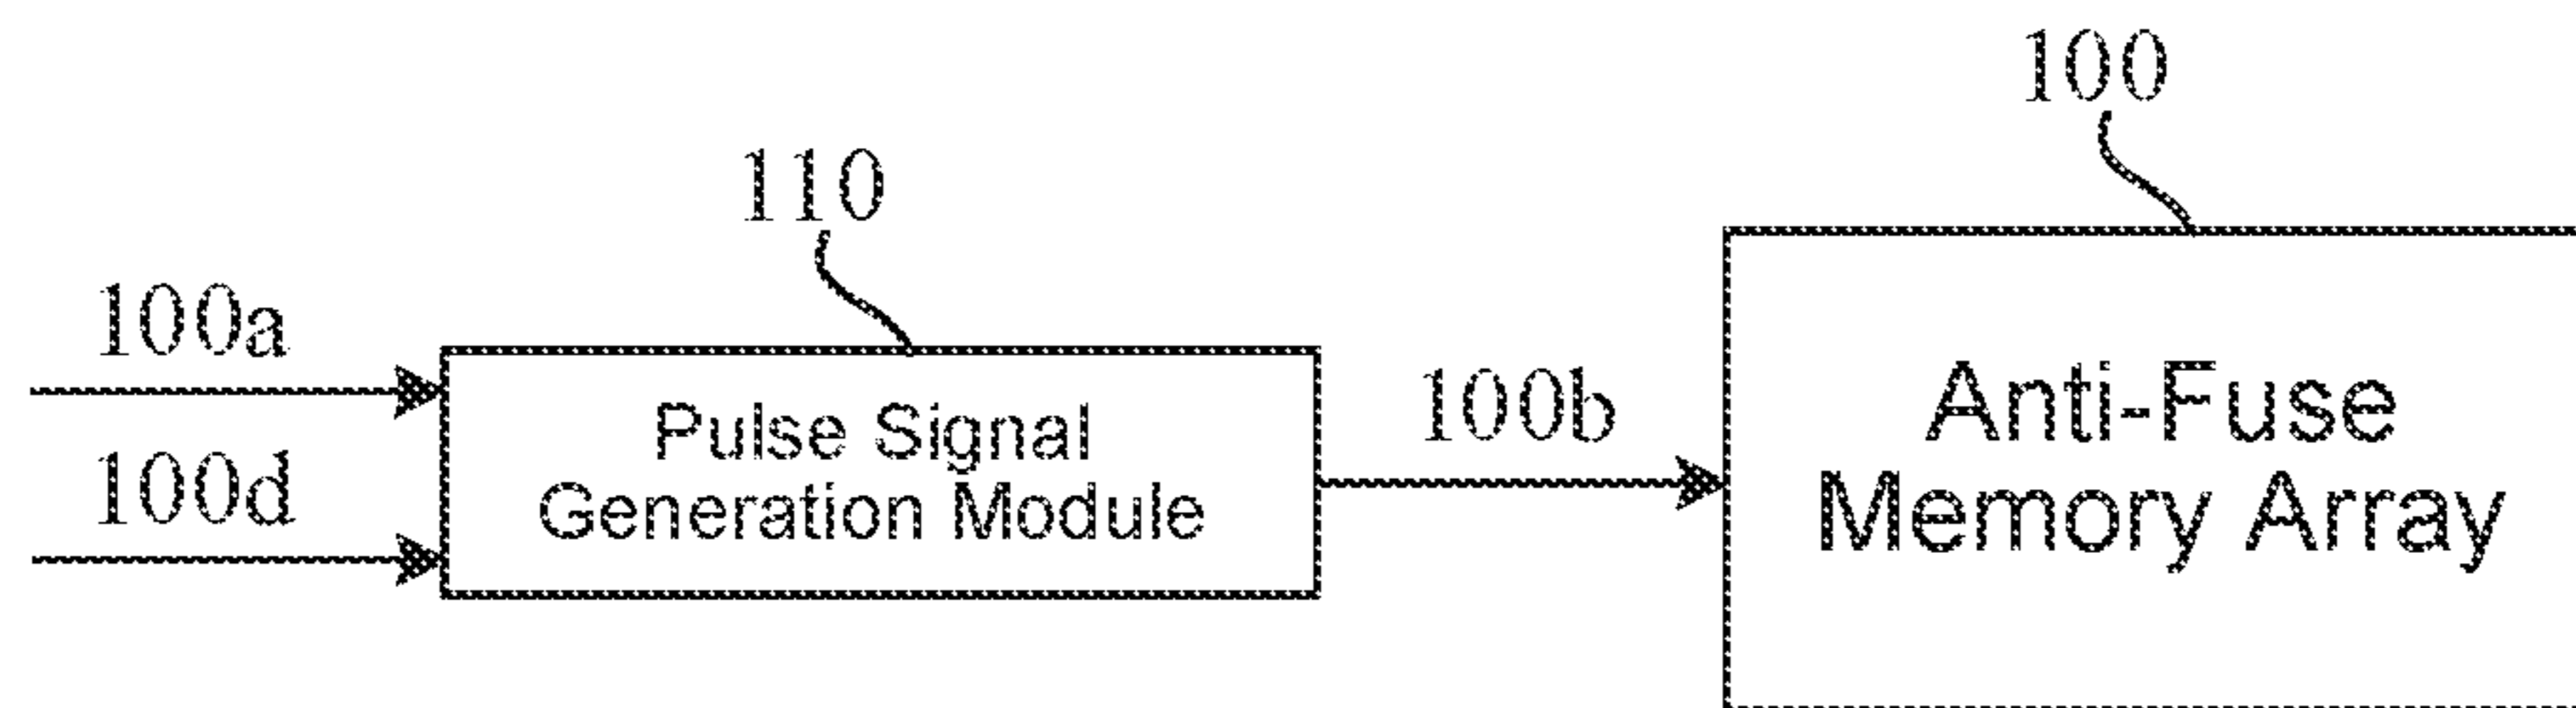 100
110
100a
100d
Pulse Signal
Generation Module
100b
Anti-Fuse
Memory Array